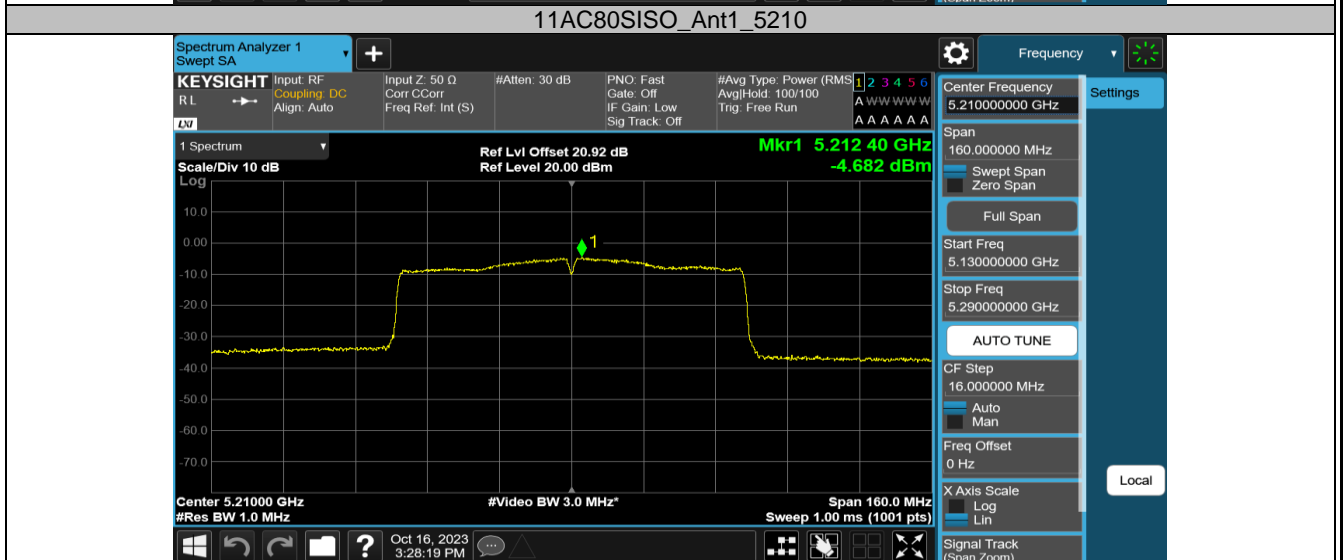 (Span Zoom)
11AC80SISO_Ant1_5210
Spectrum Analyzer 1
Swept SA
Frequency
KEYSIGHT
R L
LXI
Input: RF
Coupling: DC
Align: Auto
Input Z: 50 Ω
Corr CCorr
Freq Ref: Int (S)
#Atten: 30 dB
PNO: Fast
Gate: Off
IF Gain: Low
Sig Track: Off
#Avg Type: Power (RMS
Avg|Hold: 100/100
Trig: Free Run
1 2 3 4 5 6
A W W W W W
A A A A A A
Center Frequency
5.210000000 GHz
Settings
1 Spectrum
Scale/Div 10 dB
Ref Lvl Offset 20.92 dB
Ref Level 20.00 dBm
Mkr1 5.212 40 GHz
-4.682 dBm
Span
160.000000 MHz
Swept Span
Zero Span
Full Span
Start Freq
5.130000000 GHz
Stop Freq
5.290000000 GHz
AUTO TUNE
CF Step
16.000000 MHz
Auto
Man
Freq Offset
0 Hz
X Axis Scale
Log
Lin
Local
Signal Track
(Span Zoom)
Log
10.0
0.00
-10.0
-20.0
-30.0
-40.0
-50.0
-60.0
-70.0
1
Center 5.21000 GHz
#Res BW 1.0 MHz
#Video BW 3.0 MHz*
Span 160.0 MHz
Sweep 1.00 ms (1001 pts)
Oct 16, 2023
3:28:19 PM